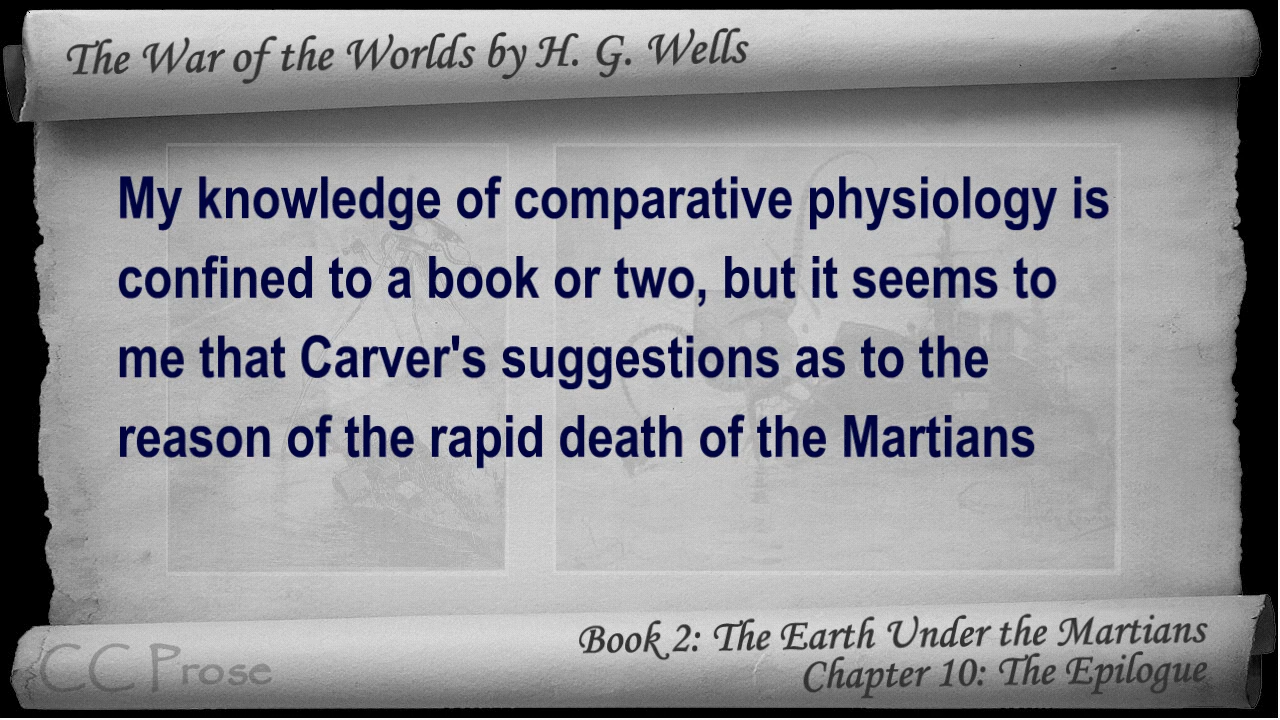 The War of the Worlds by H. G. Wells
My knowledge of comparative physiology is
confined to a book or two, but it seems to
me that Carver's suggestions as to the
reason of the rapid death of the Martians
Book 2: The Earth Under the Martians
Chapter 10: The Epilogue
CC Prose